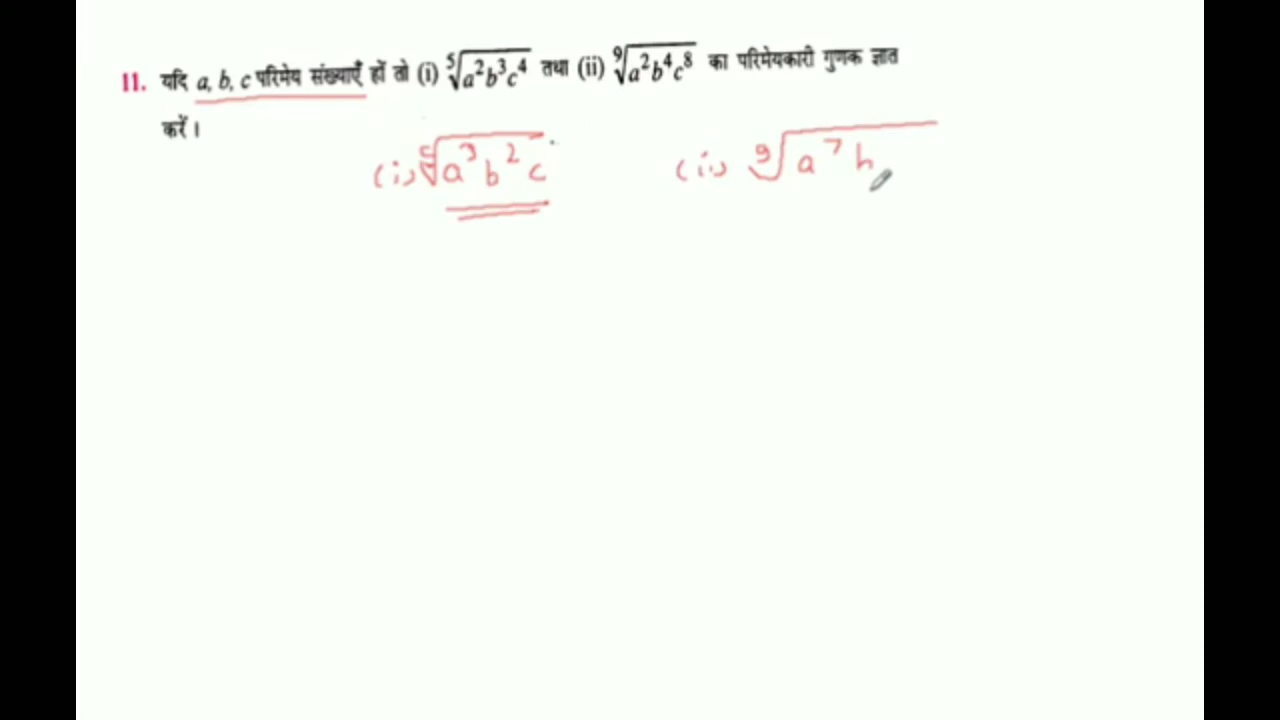 11. यदि a, b, c परिमेय संख्याएँ हों तो (i) ⁵√(a²b³c⁴) तथा (ii) ⁹√(a²b⁴c⁸) का परिमेयकारी गुणक ज्ञात
करें ।
(i) ⁵√(a³b²c) (ii) ⁹√(a⁷b